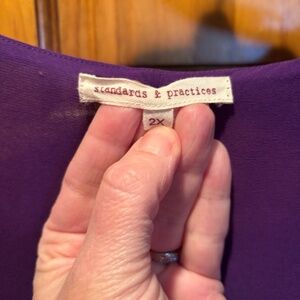 standards & practices
2X